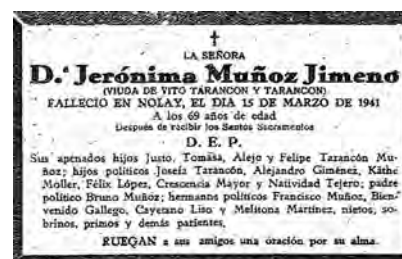 LA SEÑORA
D.ª Jerónima Muñoz Jimeno
(VIUDA DE VITO TARANCON Y TARANCON)
FALLECIO EN NOLAY, EL DIA 15 DE MARZO DE 1941
A los 69 años de edad
Después de recibir los Santos Sacramentos
D. E. P.
Sus apenados hijos Justo, Tomasa, Alejo y Felipe Tarancón Mu-
ñoz; hijos políticos Josefa Tarancón, Alejandro Giménez, Käthe
Moller, Félix López, Crescencia Mayor y Natividad Tejero; padre
político Bruno Muñoz; hermanos políticos Francisco Muñoz, Bien-
venido Gallego, Cayetano Liso y Melitona Martínez, nietos, so-
brinos, primos y demás parientes,
RUEGAN a sus amigos una oración por su alma.